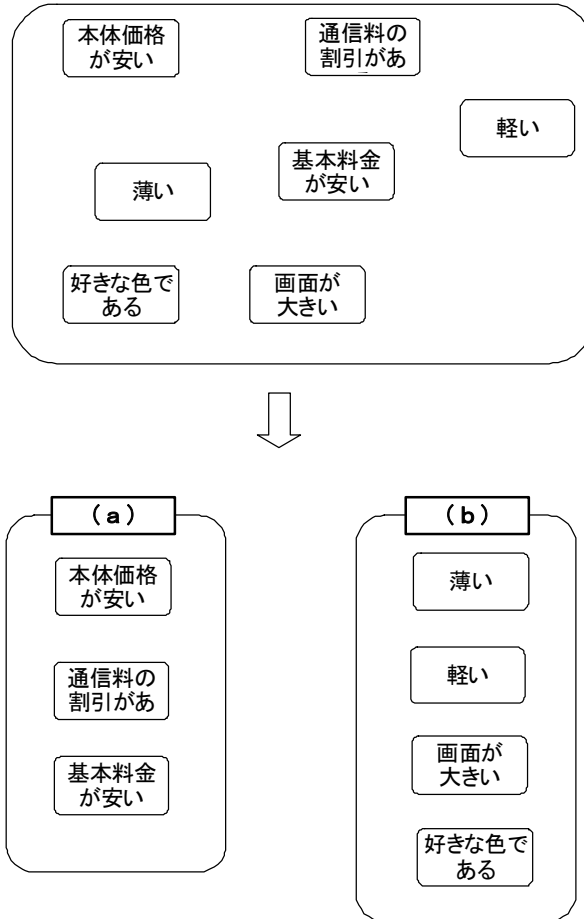 本体価格
が安い
通信料の
割引があ
軽い
基本料金
が安い
薄い
好きな色で
ある
画面が
大きい
(a)
本体価格
が安い
通信料の
割引があ
基本料金
が安い
(b)
薄い
軽い
画面が
大きい
好きな色で
ある